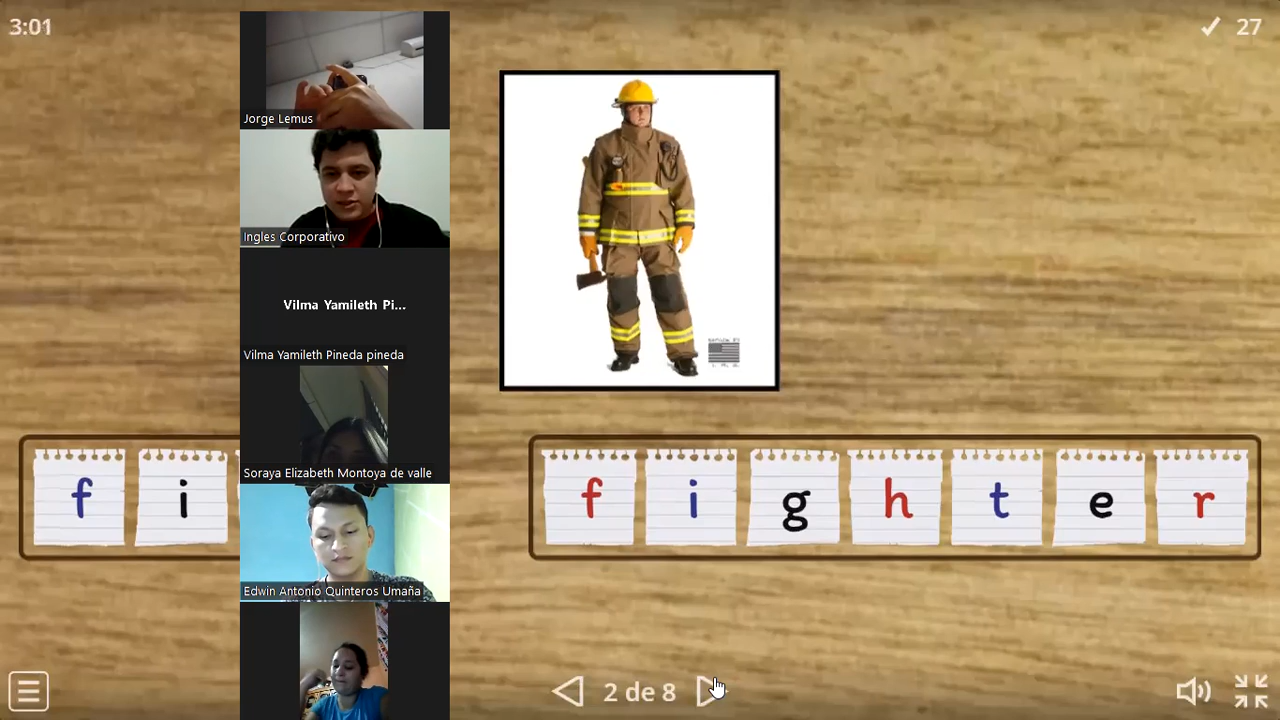 3:01
27
Jorge Lemus
Ingles Corporativo
Vilma Yamileth Pi...
Vilma Yamileth Pineda pineda
Soraya Elizabeth Montoya de valle
Edwin Antonio Quinteros Umaña
f i
f i g h t e r
2 de 8